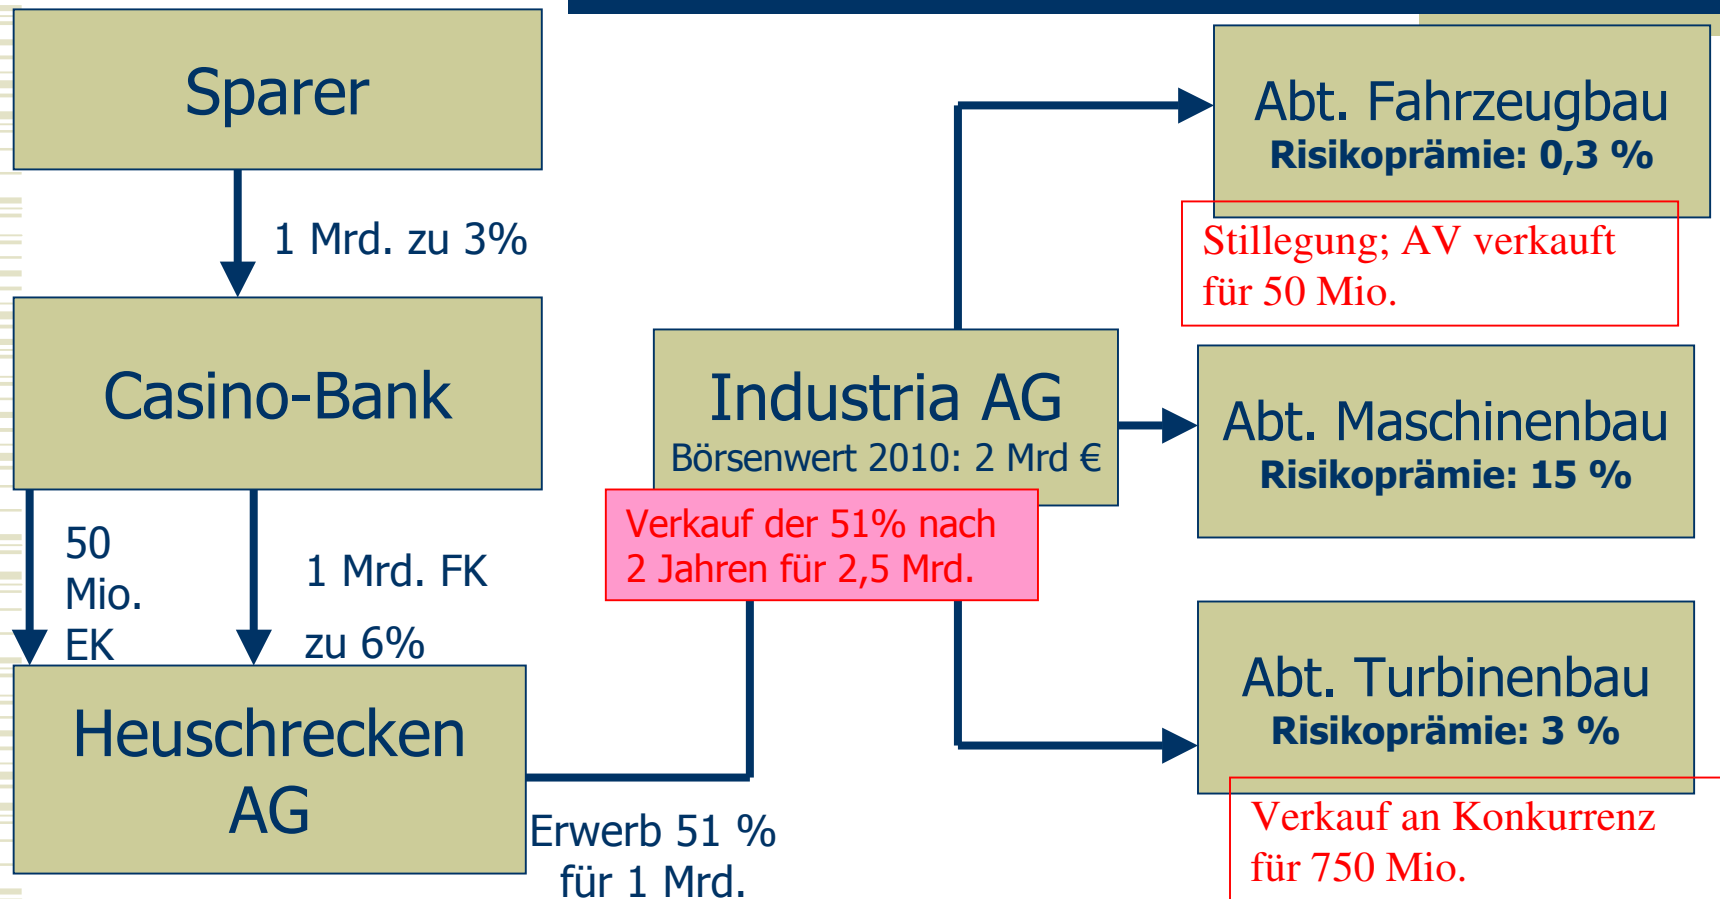 Sparer
1 Mrd. zu 3%
Casino-Bank
50
Mio.
EK
1 Mrd. FK
zu 6%
Heuschrecken
AG
Erwerb 51 %
für 1 Mrd.
Industria AG
Börsenwert 2010: 2 Mrd €
Verkauf der 51% nach
2 Jahren für 2,5 Mrd.
Abt. Fahrzeugbau
Risikoprämie: 0,3 %
Stillegung; AV verkauft
für 50 Mio.
Abt. Maschinenbau
Risikoprämie: 15 %
Abt. Turbinenbau
Risikoprämie: 3 %
Verkauf an Konkurrenz
für 750 Mio.